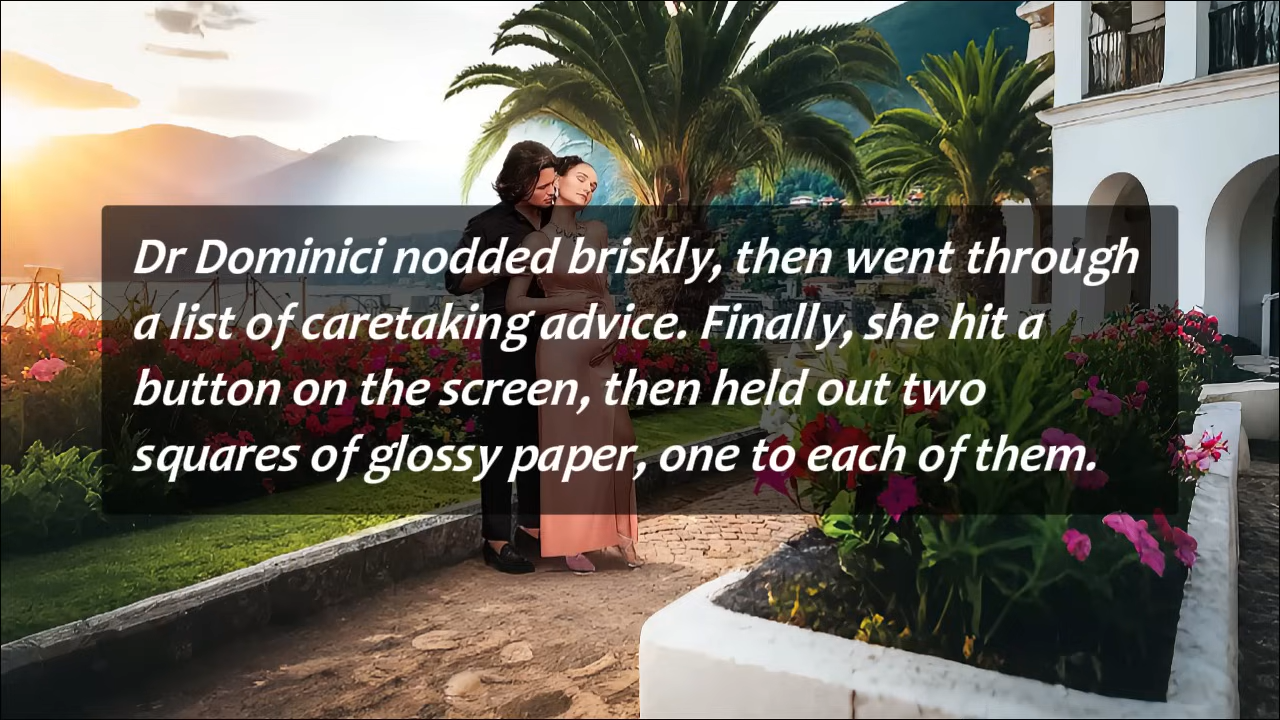 Dr Dominici nodded briskly, then went through
a list of caretaking advice. Finally, she hit a
button on the screen, then held out two
squares of glossy paper, one to each of them.